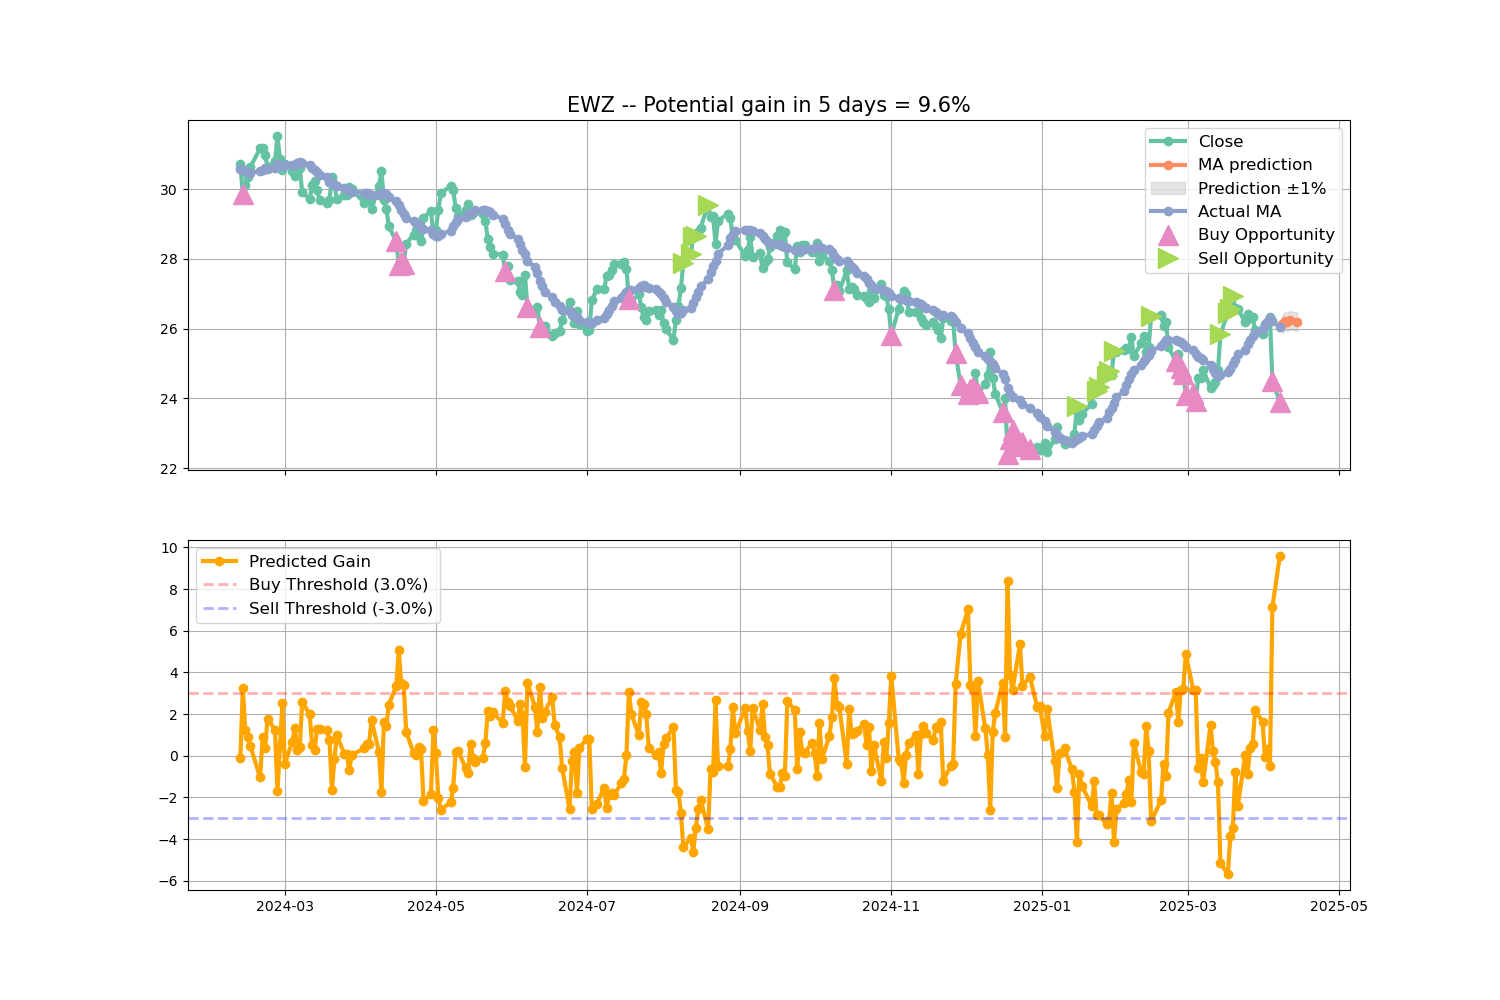 EWZ -- Potential gain in 5 days = 9.6%
30
28
26
24
22
Close
MA prediction
Prediction ±1%
Actual MA
Buy Opportunity
Sell Opportunity
10
8
6
4
2
0
−2
−4
−6
Predicted Gain
Buy Threshold (3.0%)
Sell Threshold (-3.0%)
2024-03 2024-05 2024-07 2024-09 2024-11 2025-01 2025-03 2025-05